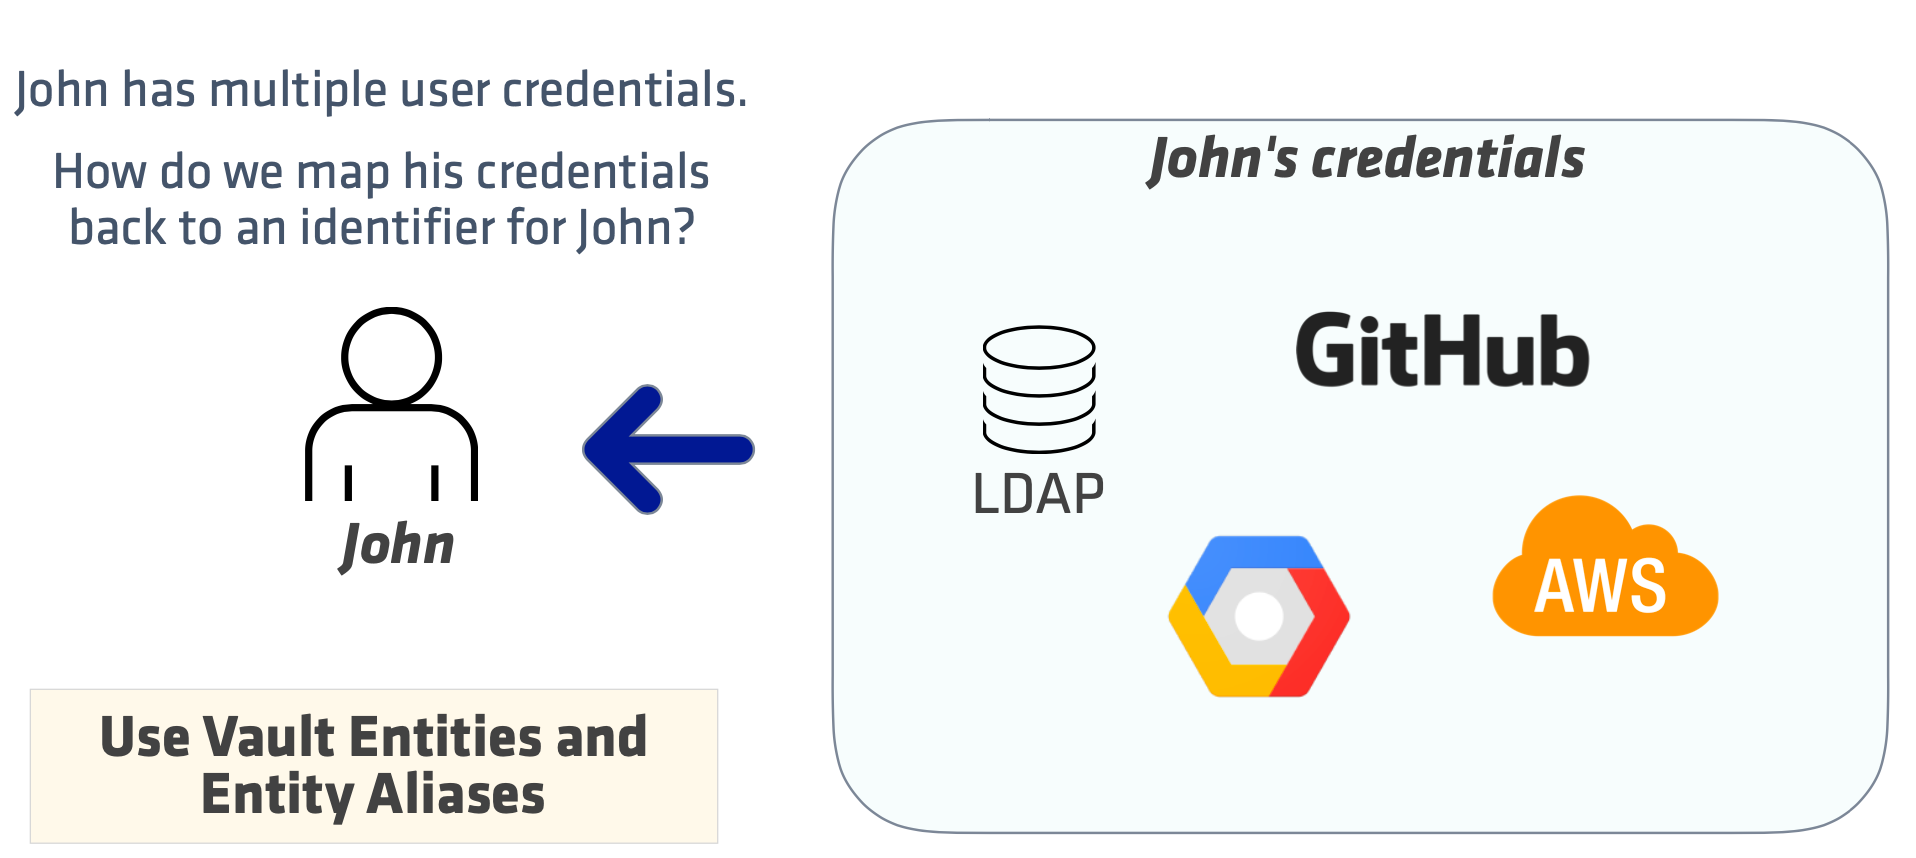 John has multiple user credentials.
How do we map his credentials
back to an identifier for John?
John
Use Vault Entities and
Entity Aliases
John's credentials
GitHub
LDAP
AWS